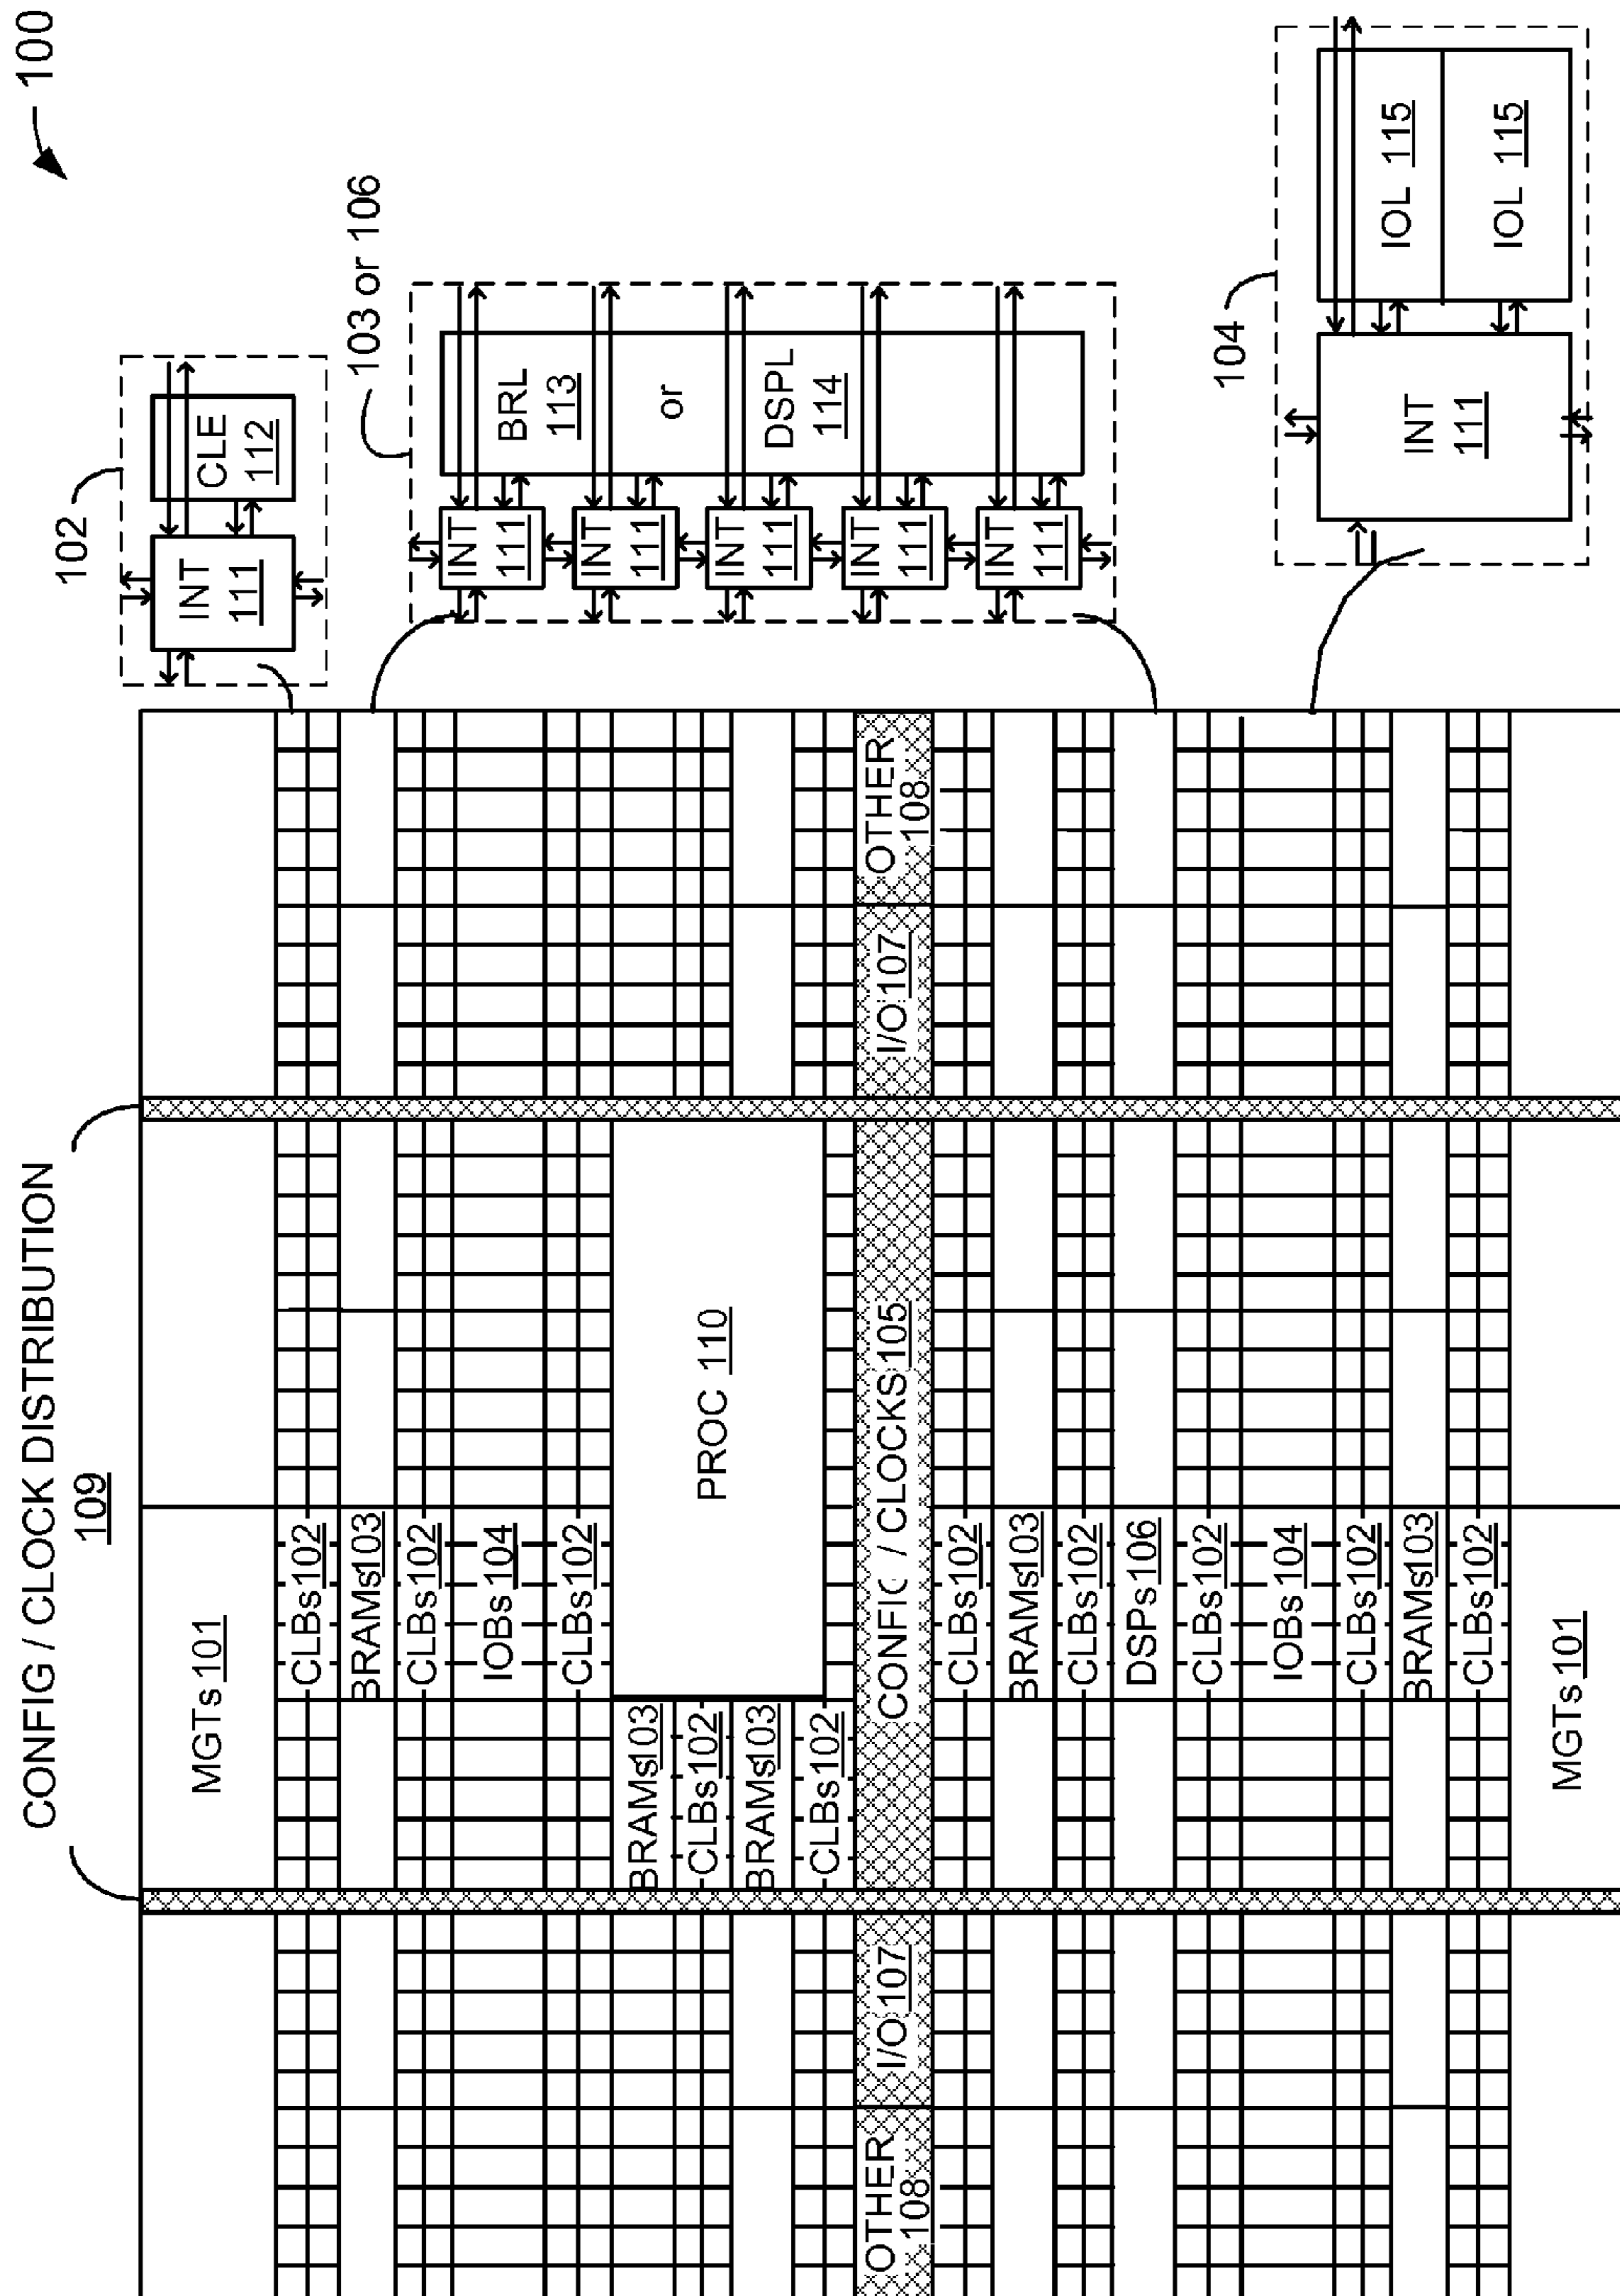 100
CONFIG / CLOCK DISTRIBUTION
109
MGTs 101
CLBs 102
BRAMs 103
CLBs 102
IOBs 104
CLBs 102
BRAMs 103
CLBs 102
BRAMs 103
CLBs 102
PROC 110
OTHER
108
I/O 107
CONFIG / CLOCKS 105
I/O 107
OTHER
108
CLBs 102
BRAMs 103
CLBs 102
DSPs 106
CLBs 102
IOBs 104
CLBs 102
BRAMs 103
CLBs 102
MGTs 101
102
INT
111
CLE
112
103 or 106
INT
111
INT
111
INT
111
INT
111
INT
111
BRL
113
or
DSPL
114
104
INT
111
IOL 115
IOL 115